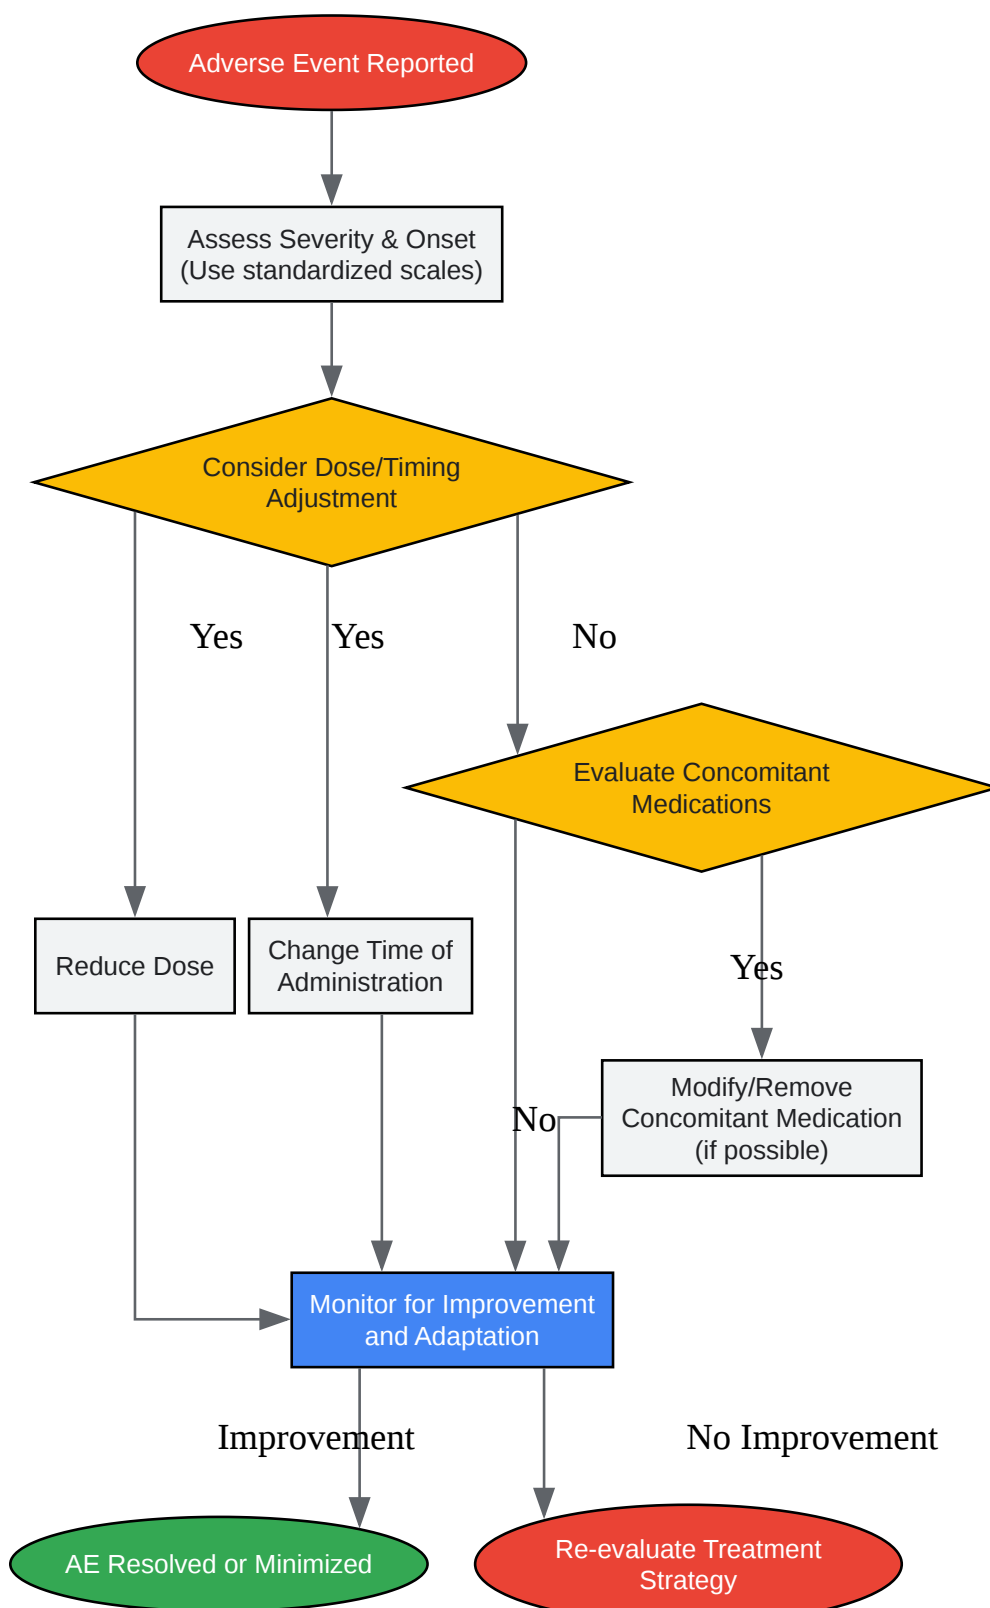 Adverse Event Reported
Assess Severity & Onset
(Use standardized scales)
Consider Dose/Timing
Adjustment
Yes
Yes
No
Evaluate Concomitant
Medications
Reduce Dose
Change Time of
Administration
Yes
Modify/Remove
Concomitant Medication
(if possible)
No
Monitor for Improvement
and Adaptation
Improvement
No Improvement
AE Resolved or Minimized
Re-evaluate Treatment
Strategy